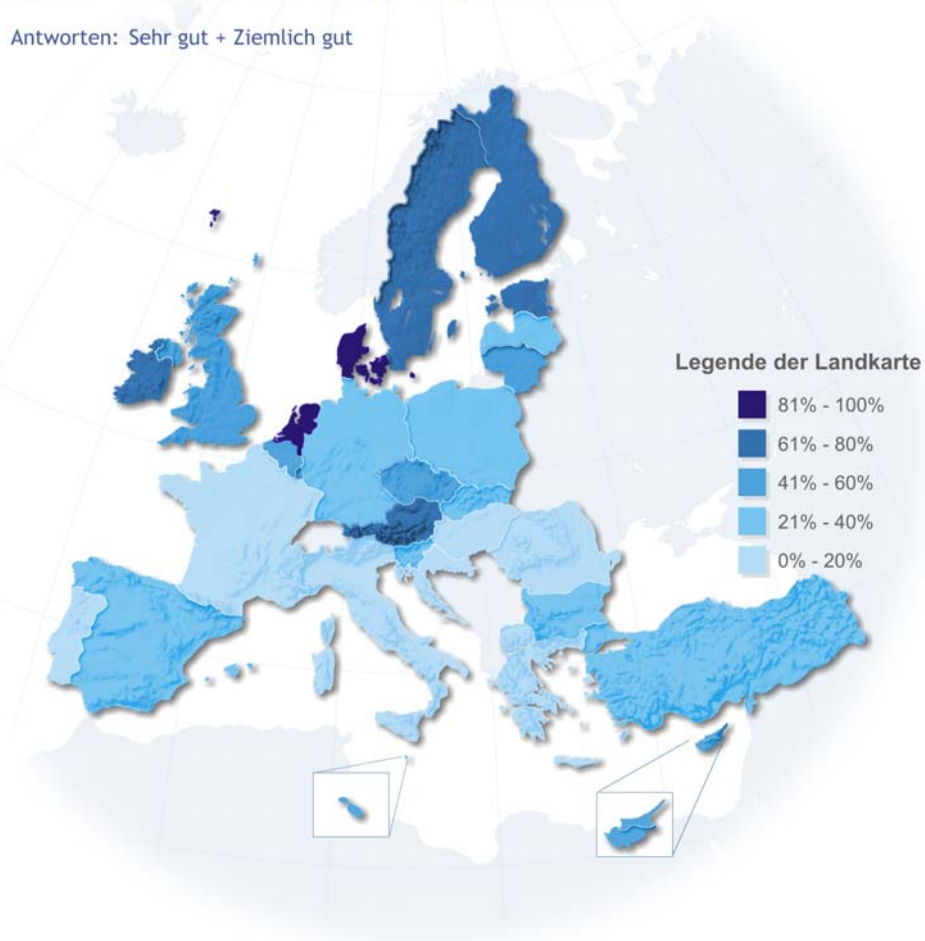 Antworten: Sehr gut + Ziemlich gut
Legende der Landkarte
81% - 100%
61% - 80%
41% - 60%
21% - 40%
0% - 20%